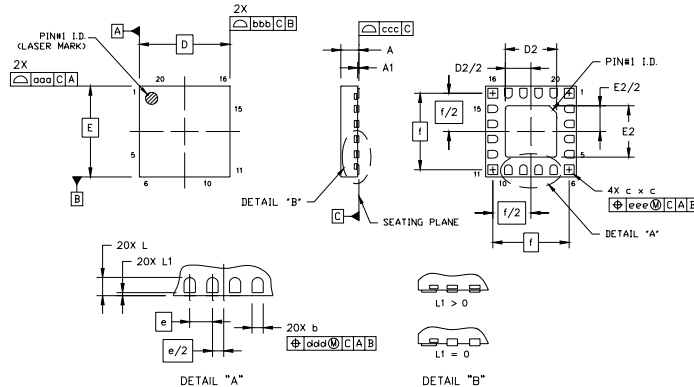 2X
⌓ bbb C B
A
D
PIN#1 I.D.
(LASER MARK)
2X
⌓ aaa C A
20
16
1
15
E
5
11
6
10
B
⌓ ccc C
A
A1
DETAIL "B"
C
SEATING PLANE
D2
D2/2
PIN#1 I.D.
16
20
1
15
E2/2
f/2
f
E2
5
11
10
6
4X c x c
⌖ eee Ⓜ C A B
f/2
f
DETAIL "A"
20X L
20X L1
e
e/2
20X b
⌖ ddd Ⓜ C A B
DETAIL "A"
L1 > 0
L1 = 0
DETAIL "B"